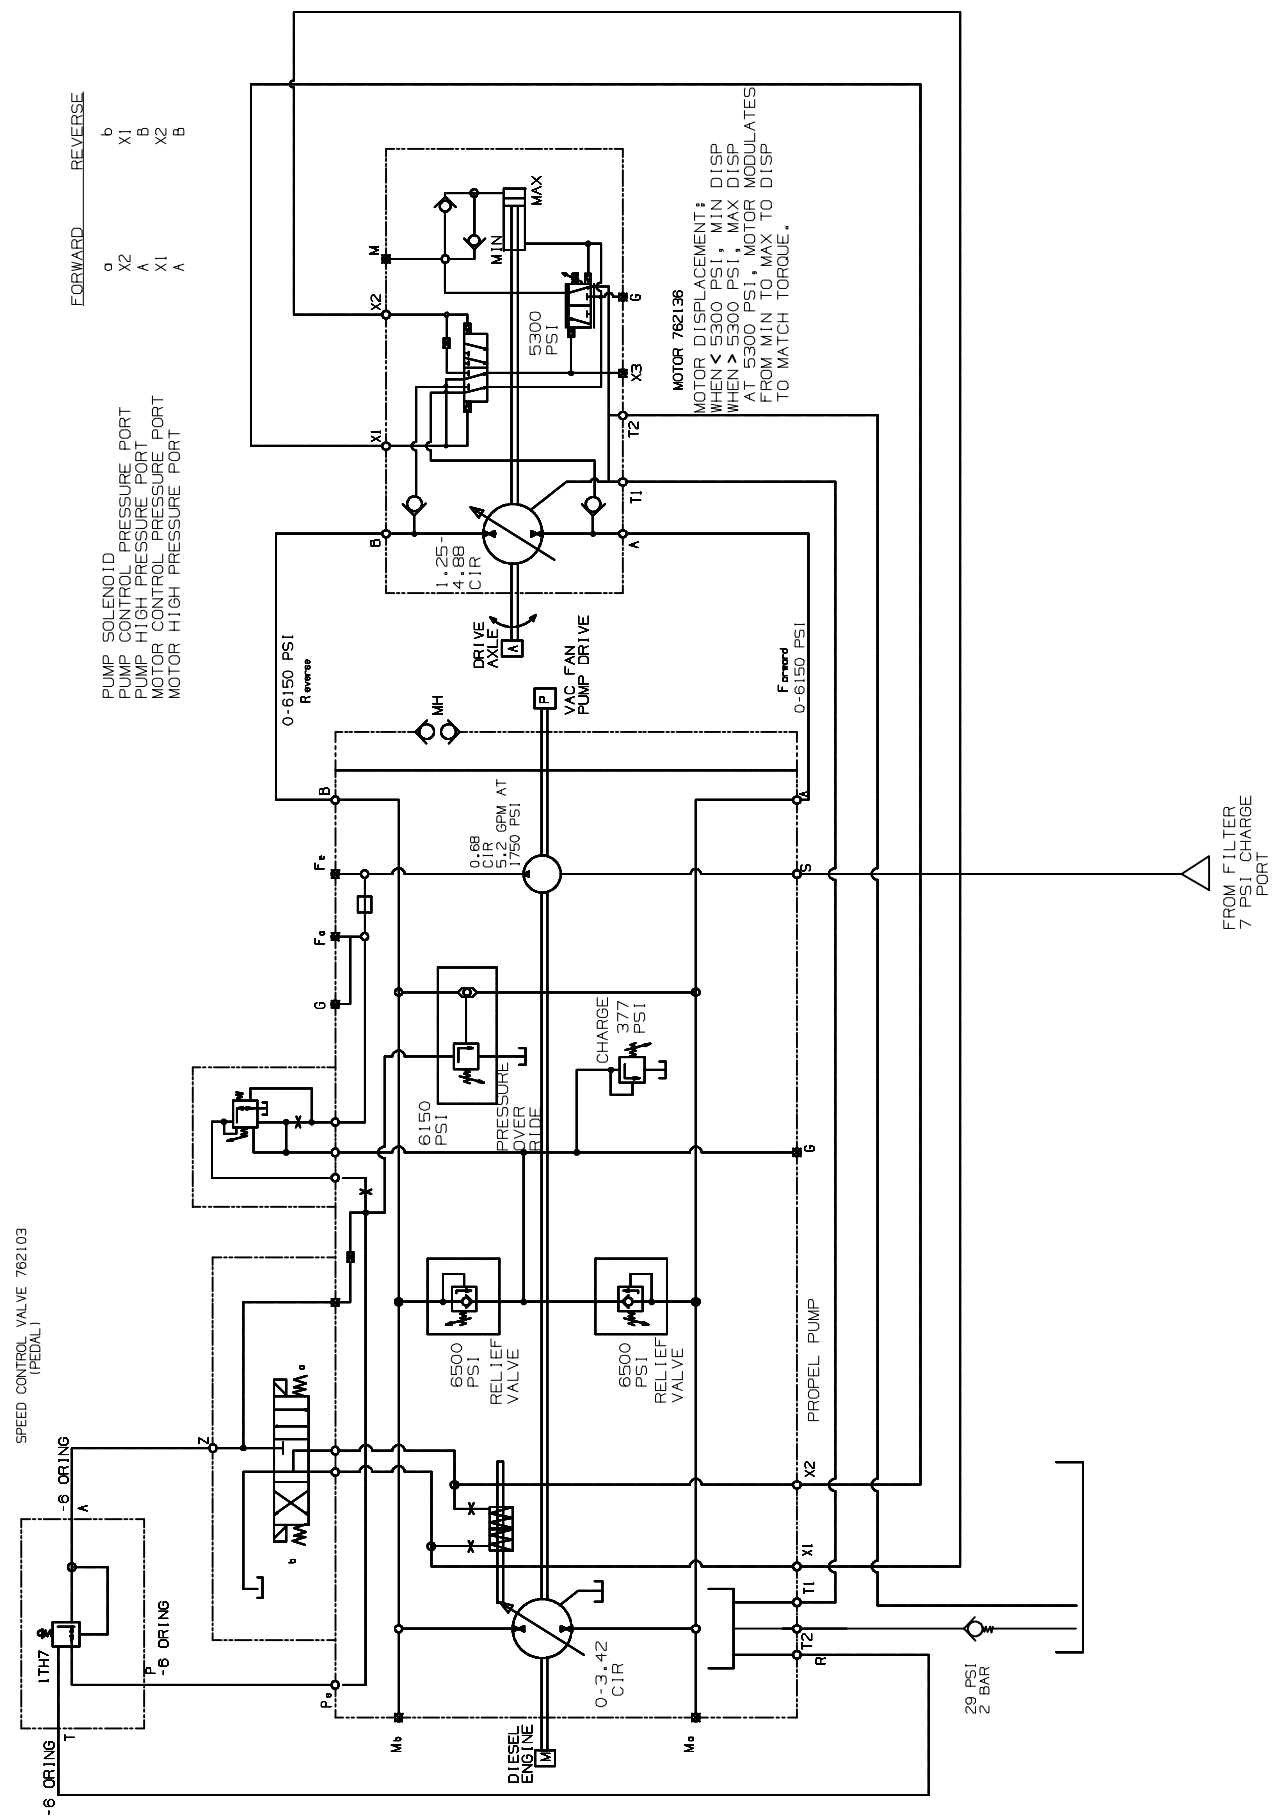 SPEED CONTROL VALVE 762103
(PEDAL)
-6 ORING
A
1TH7
P
-6 ORING
T
-6 ORING
FORWARD REVERSE
PUMP SOLENOID a b
PUMP CONTROL PRESSURE PORT X2 X1
PUMP HIGH PRESSURE PORT A B
MOTOR CONTROL PRESSURE PORT X1 X2
MOTOR HIGH PRESSURE PORT A B
Z
a
b
Ps
Mb
Ma
DIESEL
ENGINE
M
0-3.42
CIR
6500
PSI
RELIEF
VALVE
6500
PSI
RELIEF
VALVE
6150
PSI
PRESSURE
OVER
RIDE
CHARGE
377
PSI
G
Fa
Fe
B
0.68
CIR
5.2 GPM AT
1750 PSI
A
S
G
PROPEL PUMP
X2
X1
T1
T2
R
29 PSI
2 BAR
FROM FILTER
7 PSI CHARGE
PORT
MH
P
VAC FAN
PUMP DRIVE
0-6150 PSI
Reverse
Forward
0-6150 PSI
DRIVE
AXLE
A
1.25-
4.88
CIR
B
A
X1
X2
M
T1
T2
X3
G
MIN
MAX
5300
PSI
MOTOR 762136
MOTOR DISPLACEMENT:
WHEN < 5300 PSI, MIN DISP
WHEN > 5300 PSI, MAX DISP
AT 5300 PSI, MOTOR MODULATES
FROM MIN TO MAX TO DISP
TO MATCH TORQUE.